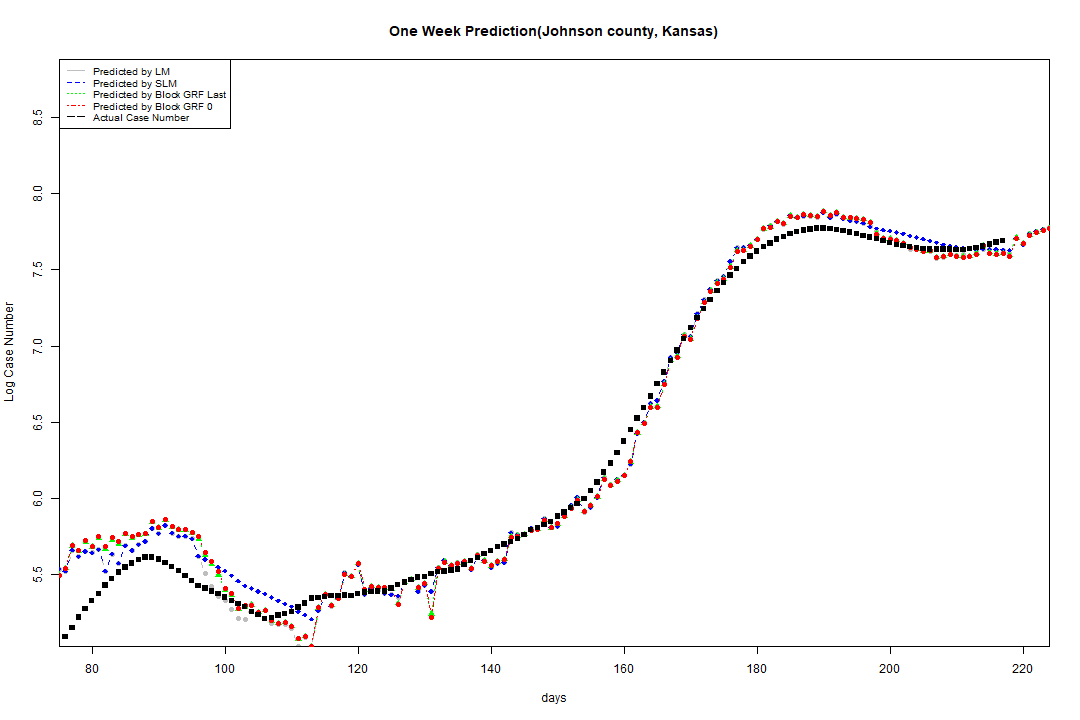 One Week Prediction(Johnson county, Kansas)
Predicted by LM
Predicted by SLM
Predicted by Block GRF Last
Predicted by Block GRF 0
Actual Case Number
8.5
8.0
7.5
7.0
6.5
6.0
5.5
Log Case Number
80 100 120 140 160 180 200 220
days